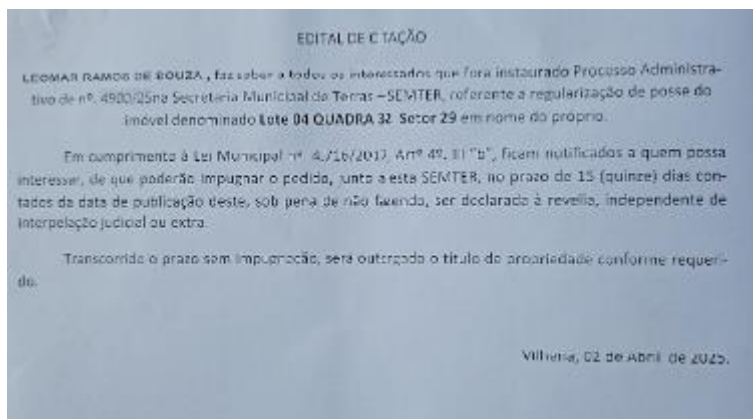 EDITAL DE CITAÇÃO
LEOMAR RAMOS DE SOUZA , faz saber a todos os interessados que fora instaurado Processo Administra-
tivo de nº. 4900/25na Secretaria Municipal de Terras –SEMTER, referente a regularização de posse do
imóvel denominado Lote 04 QUADRA 32 Setor 29 em nome do próprio.
Em cumprimento à Lei Municipal nº. Artº 4º, "b", ficam notificados a quem possa
interessar, de que poderão impugnar o pedido, junto a esta SEMTER, no prazo de 15 (quinze) dias con-
tados da data de publicação deste, sob pena de não fazendo, ser declarada à revelia, independente de
interpelação judicial ou extra.
Transcorrido o prazo sem impugnação, será outorgado o título de propriedade conforme requeri-
do.
Vilhena, 02 de Abril de 2025.